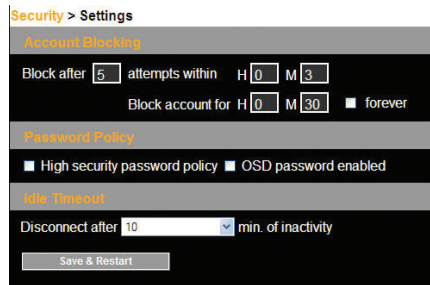 Security > Settings
Account Blocking
Block after 5 attempts within H 0 M 3
Block account for H 0 M 30 forever
Password Policy
High security password policy OSD password enabled
Idle Timeout
Disconnect after 10 min. of inactivity
Save & Restart